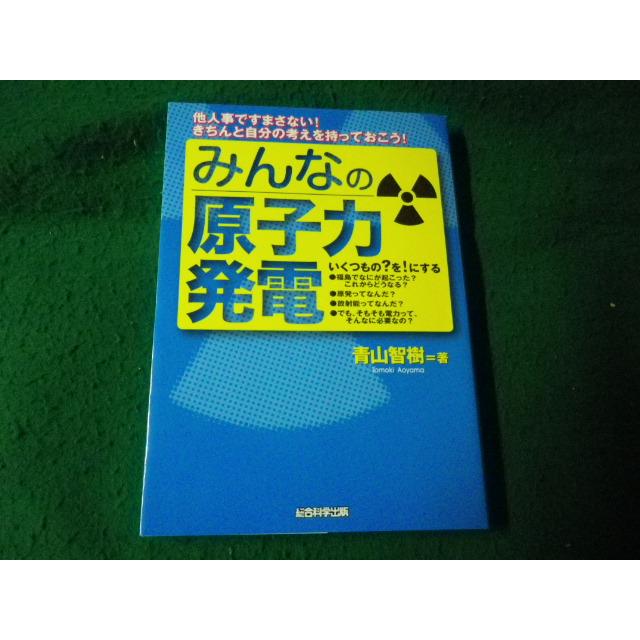 他人事ですまさない！
きちんと自分の考えを持っておこう！
みんなの
原子力
発電
いくつもの？を！にする
●福島でなにが起こった？
これからどうなる？
●原発ってなんだ？
●放射能ってなんだ？
●でも、そもそも電力って、
そんなに必要なの？
青山智樹＝著
Tomoki Aoyama
総合科学出版